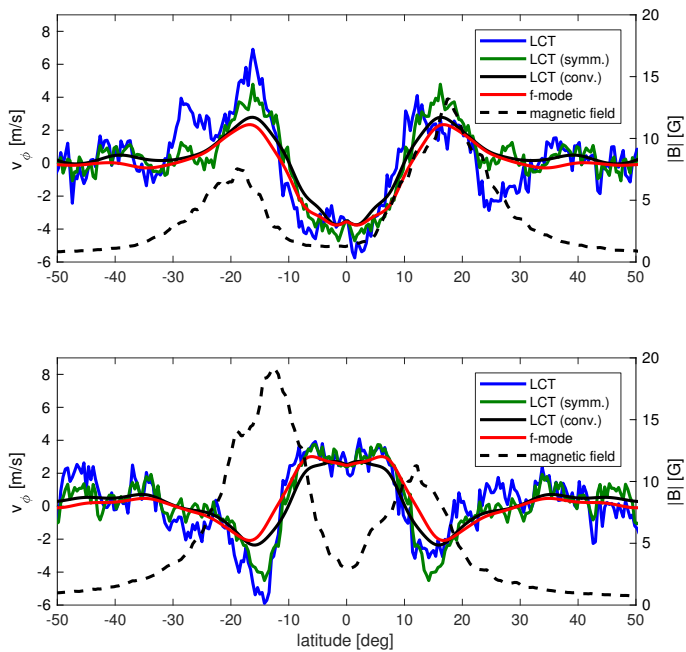 8
6
4
2
0
-2
-4
-6
v_ϕ [m/s]
20
15
10
5
0
|B| [G]
LCT
LCT (symm.)
LCT (conv.)
f-mode
magnetic field
-50 -40 -30 -20 -10 0 10 20 30 40 50
8
6
4
2
0
-2
-4
-6
v_ϕ [m/s]
20
15
10
5
0
|B| [G]
LCT
LCT (symm.)
LCT (conv.)
f-mode
magnetic field
-50 -40 -30 -20 -10 0 10 20 30 40 50
latitude [deg]